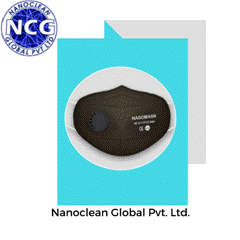 NANOCLEAN
NCG
GLOBAL PVT LTD
NASOMASK
Nanoclean Global Pvt. Ltd.